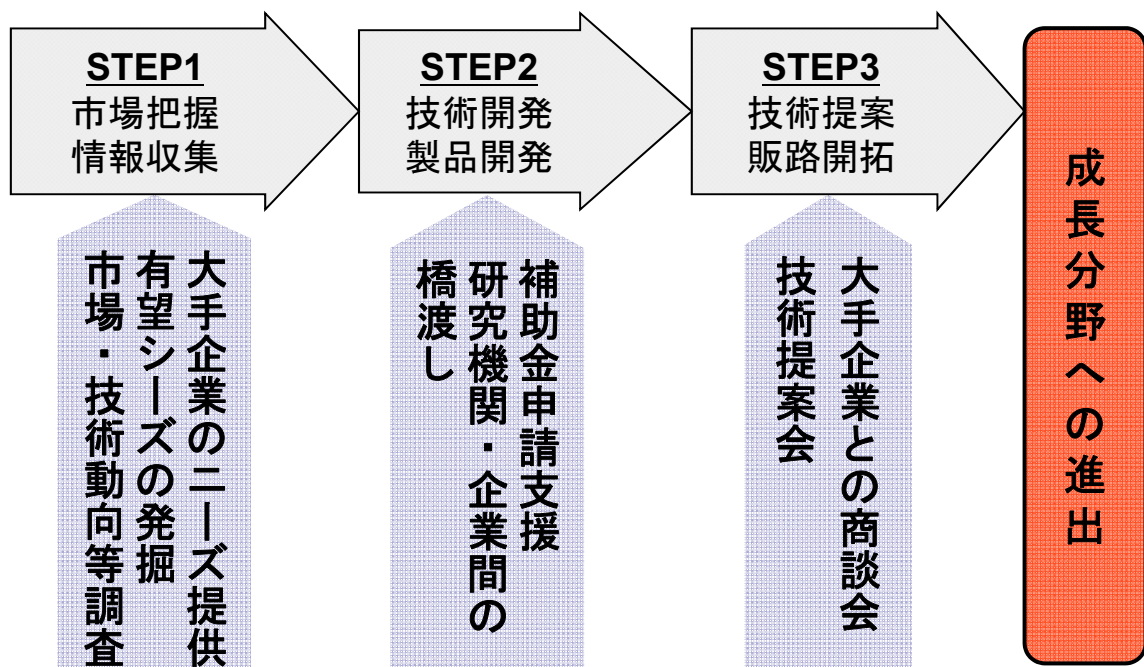 STEP1
市場把握
情報収集
STEP2
技術開発
製品開発
STEP3
技術提案
販路開拓
大手企業のニーズ提供
有望シーズの発掘
市場・技術動向等調査
補助金申請支援
研究機関・企業間の
橋渡し
大手企業との商談会
技術提案会
成長分野への進出